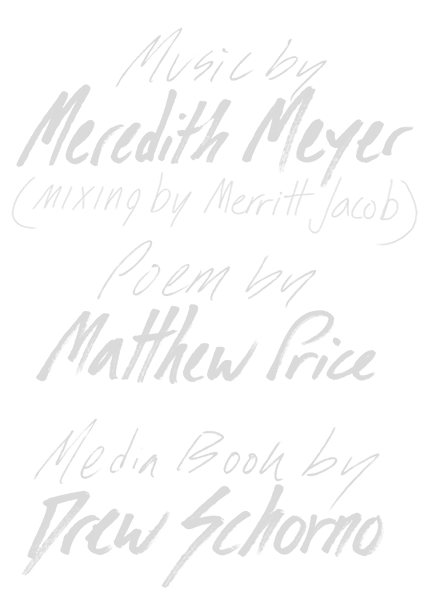 Music by
Meredith Meyer
(mixing by Merritt Jacob)
Poem by
Matthew Price
Media Book by
Drew Schorno